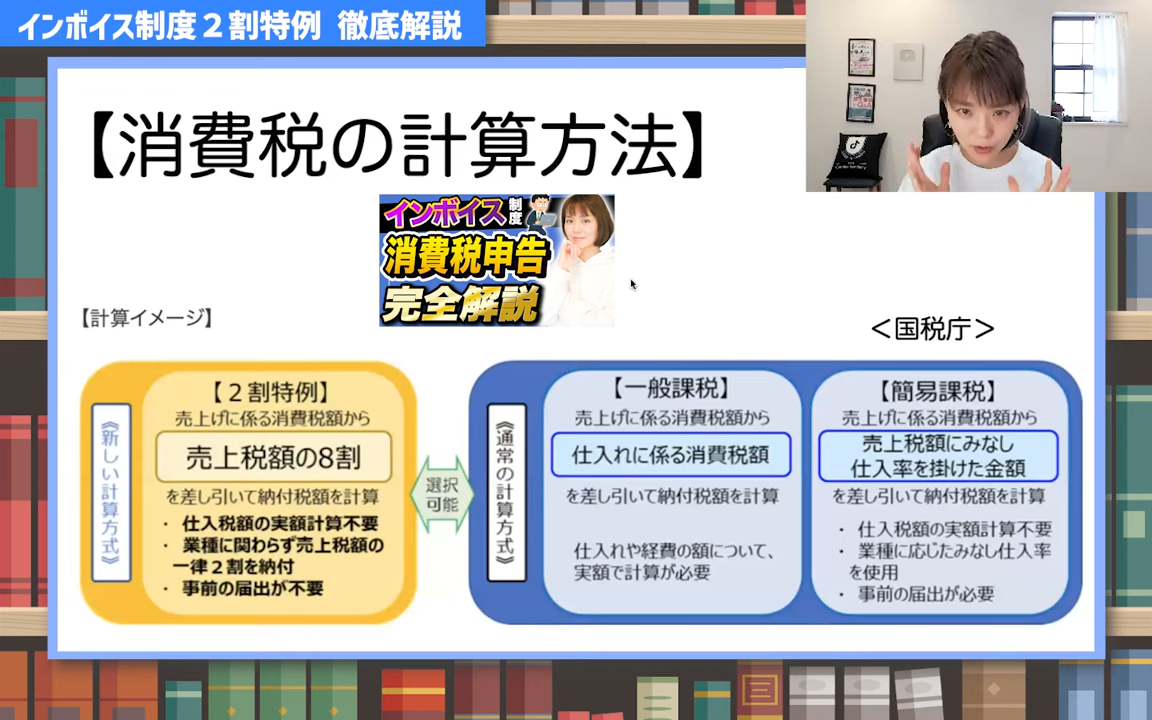 インボイス制度２割特例 徹底解説
【消費税の計算方法】
インボイス制度
消費税申告
完全解説
【計算イメージ】
＜国税庁＞
《新しい計算方式》
【２割特例】
売上げに係る消費税額から
売上税額の8割
を差し引いて納付税額を計算
・ 仕入税額の実額計算不要
・ 業種に関わらず売上税額の
一律２割を納付
・ 事前の届出が不要
選択
可能
《通常の計算方式》
【一般課税】
売上げに係る消費税額から
仕入れに係る消費税額
を差し引いて納付税額を計算
仕入れや経費の額について、
実額で計算が必要
【簡易課税】
売上げに係る消費税額から
売上税額にみなし
仕入率を掛けた金額
を差し引いて納付税額を計算
・ 仕入税額の実額計算不要
・ 業種に応じたみなし仕入率
を使用
・ 事前の届出が必要